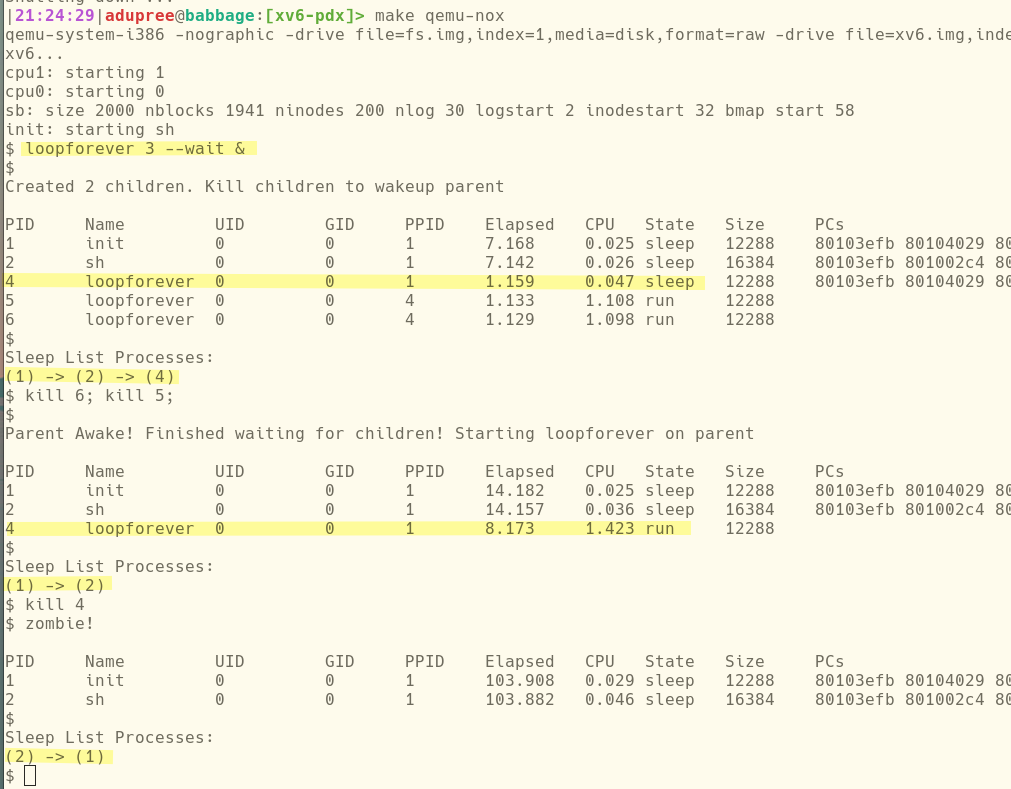 Shutting down ...
|21:24:29|adupree@babbage:[xv6-pdx]> make qemu-nox
qemu-system-i386 -nographic -drive file=fs.img,index=1,media=disk,format=raw -drive file=xv6.img,inde
xv6...
cpu1: starting 1
cpu0: starting 0
sb: size 2000 nblocks 1941 ninodes 200 nlog 30 logstart 2 inodestart 32 bmap start 58
init: starting sh
$ loopforever 3 --wait &
$
Created 2 children. Kill children to wakeup parent
PID Name UID GID PPID Elapsed CPU State Size PCs
1 init 0 0 1 7.168 0.025 sleep 12288 80103efb 80104029 80
2 sh 0 0 1 7.142 0.026 sleep 16384 80103efb 801002c4 80
4 loopforever 0 0 1 1.159 0.047 sleep 12288 80103efb 80104029 80
5 loopforever 0 0 4 1.133 1.108 run 12288
6 loopforever 0 0 4 1.129 1.098 run 12288
$
Sleep List Processes:
(1) -> (2) -> (4)
$ kill 6; kill 5;
$
Parent Awake! Finished waiting for children! Starting loopforever on parent
PID Name UID GID PPID Elapsed CPU State Size PCs
1 init 0 0 1 14.182 0.025 sleep 12288 80103efb 80104029 80
2 sh 0 0 1 14.157 0.036 sleep 16384 80103efb 801002c4 80
4 loopforever 0 0 1 8.173 1.423 run 12288
$
Sleep List Processes:
(1) -> (2)
$ kill 4
$ zombie!
PID Name UID GID PPID Elapsed CPU State Size PCs
1 init 0 0 1 103.908 0.029 sleep 12288 80103efb 80104029 80
2 sh 0 0 1 103.882 0.046 sleep 16384 80103efb 801002c4 80
$
Sleep List Processes:
(2) -> (1)
$